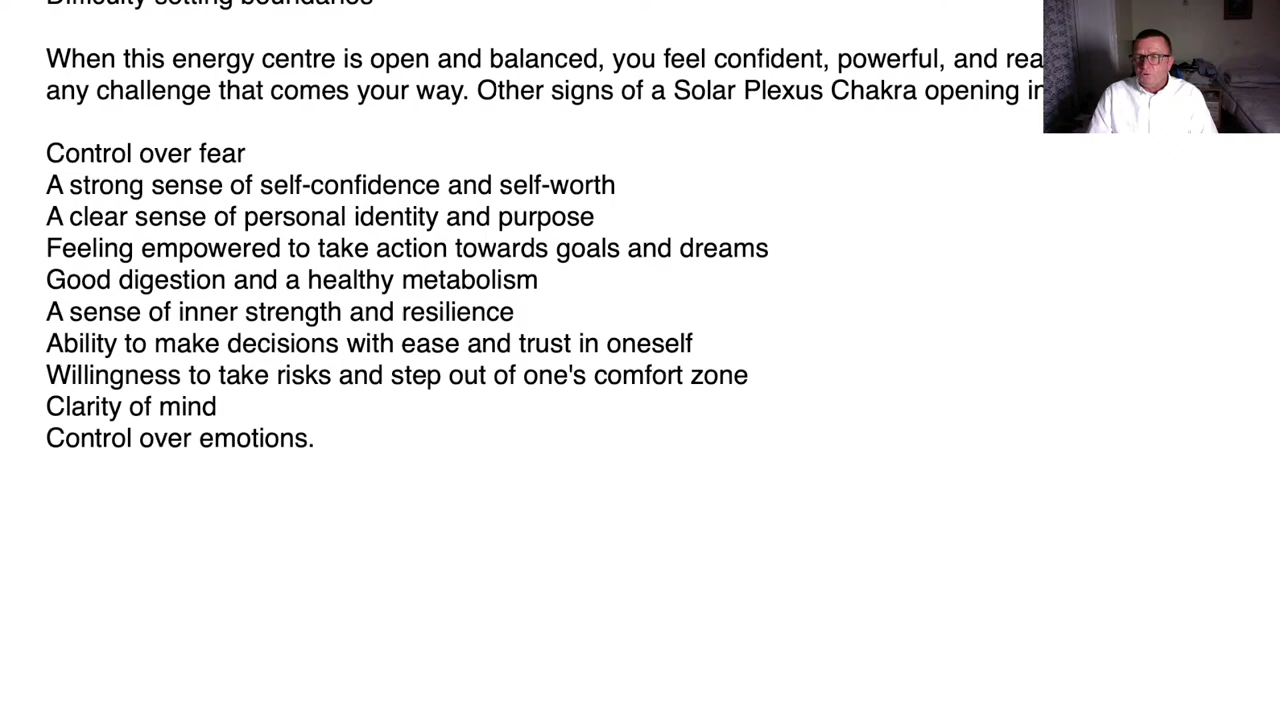 Difficulty setting boundaries
When this energy centre is open and balanced, you feel confident, powerful, and
any challenge that comes your way. Other signs of a Solar Plexus Chakra opening
Control over fear
A strong sense of self-confidence and self-worth
A clear sense of personal identity and purpose
Feeling empowered to take action towards goals and dreams
Good digestion and a healthy metabolism
A sense of inner strength and resilience
Ability to make decisions with ease and trust in oneself
Willingness to take risks and step out of one's comfort zone
Clarity of mind
Control over emotions.